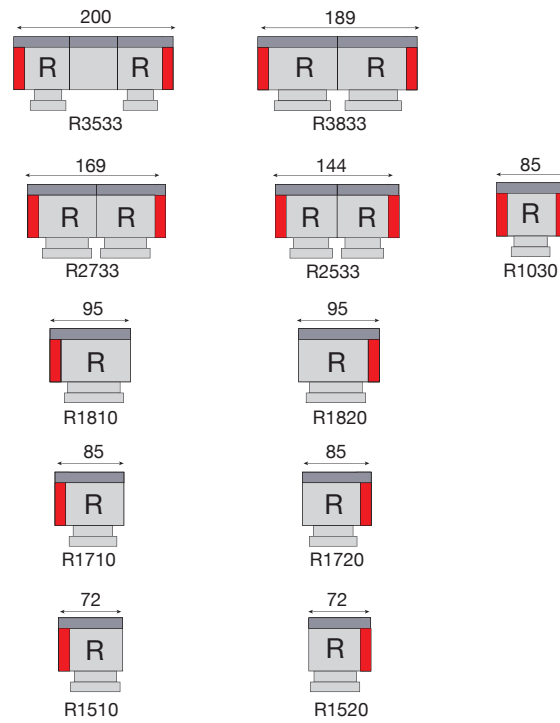 200 189
R R R R
R3533 R3833
169 144 85
R R R R R
R2733 R2533 R1030
95 95
R R
R1810 R1820
85 85
R R
R1710 R1720
72 72
R R
R1510 R1520